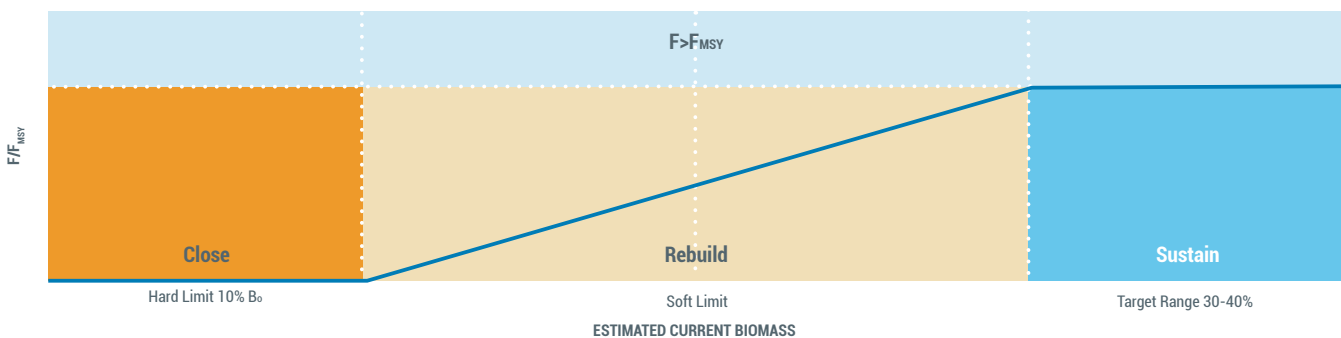 F>FMSY
F/FMSY
Close
Rebuild
Sustain
Hard Limit 10% B₀
Soft Limit
Target Range 30-40%
ESTIMATED CURRENT BIOMASS